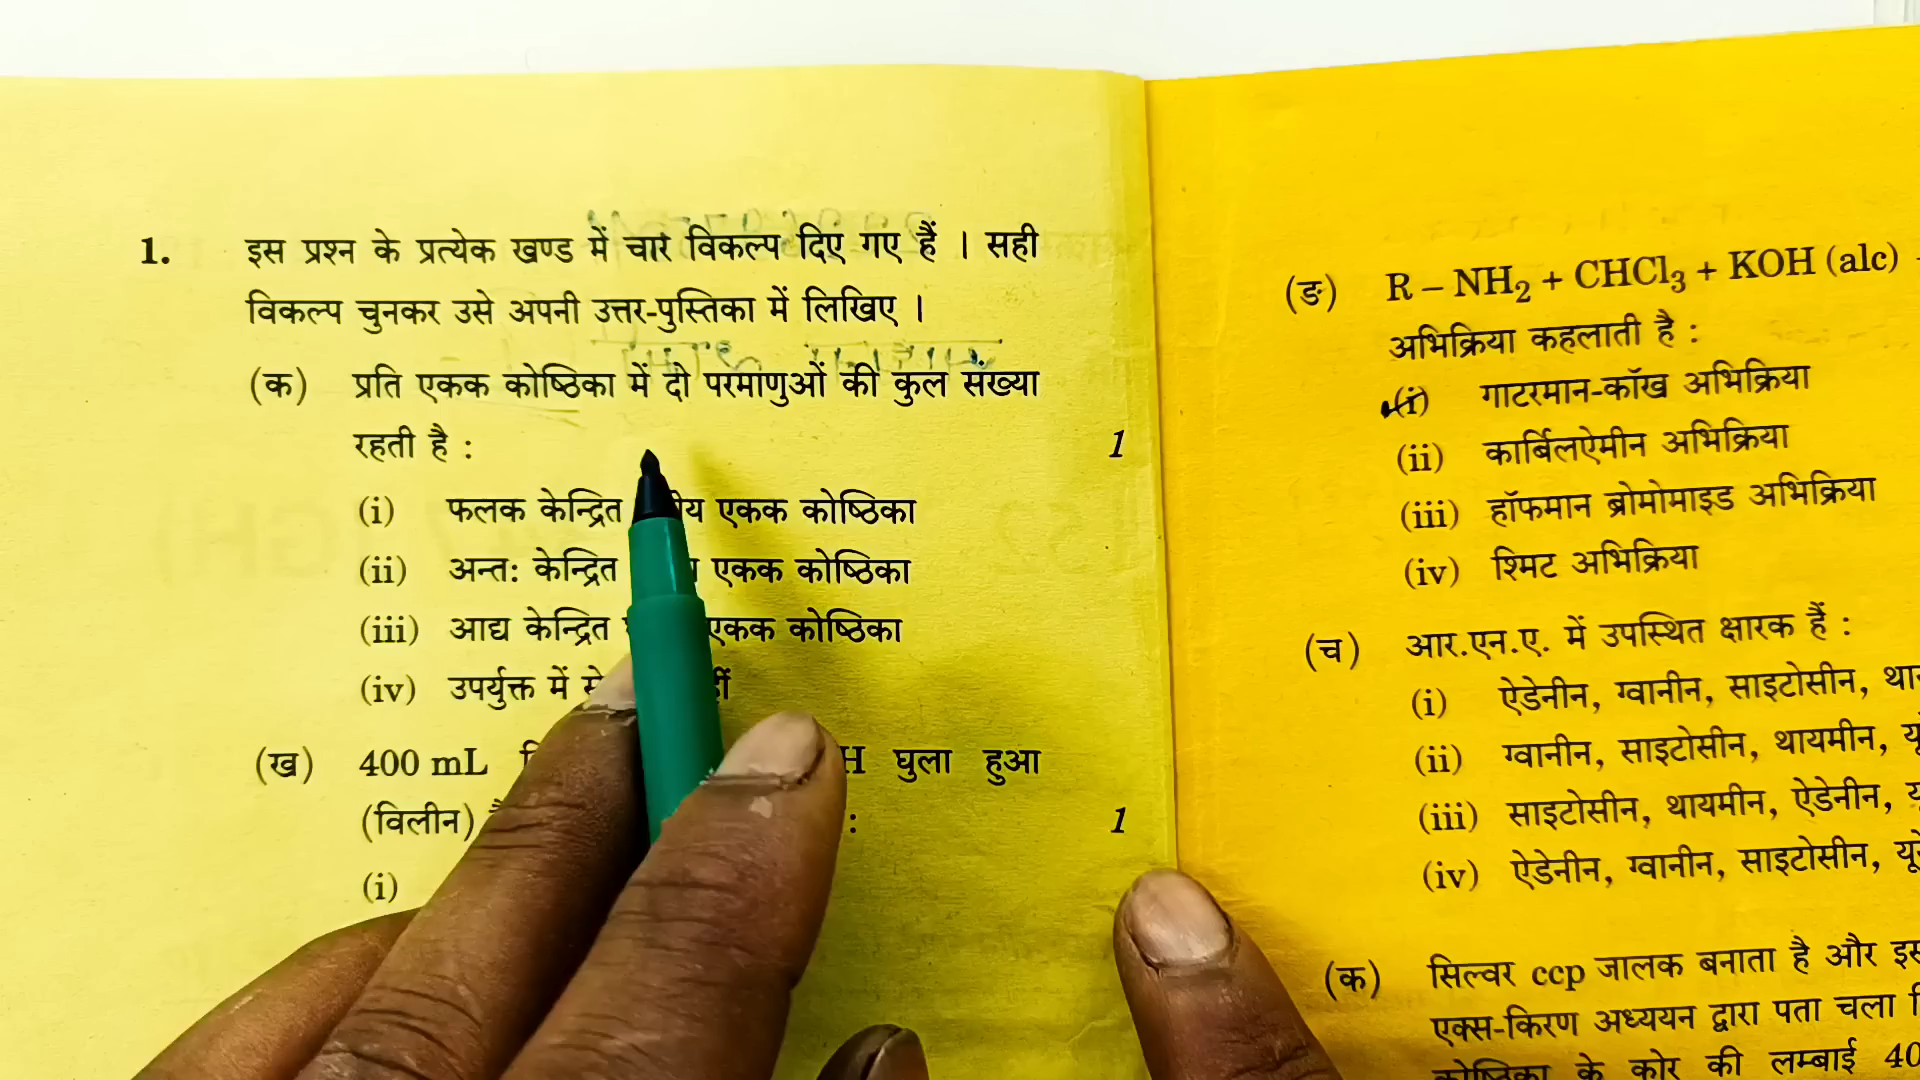 1. इस प्रश्न के प्रत्येक खण्ड में चार विकल्प दिए गए हैं । सही
विकल्प चुनकर उसे अपनी उत्तर-पुस्तिका में लिखिए ।
(क) प्रति एकक कोष्ठिका में दो परमाणुओं की कुल संख्या
रहती है : 1
(i) फलक केन्द्रित एकक कोष्ठिका
(ii) अन्त: केन्द्रित एकक कोष्ठिका
(iii) आद्य केन्द्रित एकक कोष्ठिका
(iv) उपर्युक्त में
(ख) 400 mL घुला हुआ
(विलीन) : 1
(i)
(ङ) R – NH2 + CHCl3 + KOH (alc)
अभिक्रिया कहलाती है :
(i) गाटरमान-कॉख अभिक्रिया
(ii) कार्बिलऐमीन अभिक्रिया
(iii) हॉफमान ब्रोमोमाइड अभिक्रिया
(iv) श्मिट अभिक्रिया
(च) आर.एन.ए. में उपस्थित क्षारक हैं :
(i) ऐडेनीन, ग्वानीन, साइटोसीन,
(ii) ग्वानीन, साइटोसीन, थायमीन,
(iii) साइटोसीन, थायमीन, ऐडेनीन,
(iv) ऐडेनीन, ग्वानीन, साइटोसीन,
(क) सिल्वर ccp जालक बनाता है और
एक्स-किरण अध्ययन द्वारा पता चला
कोष्ठिका के कोर की लम्बाई 40